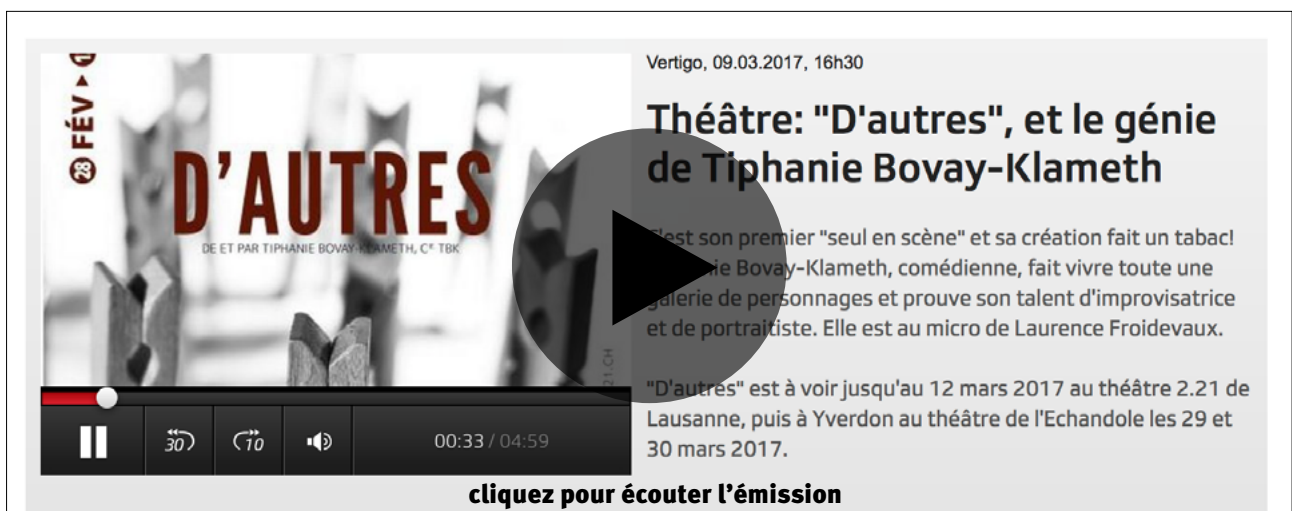 28 FÉV
D'AUTRES
DE ET PAR TIPHANIE BOVAY-KLAMETH, Cᴵᴱ TBK
21.CH
30
10
00:33 / 04:59
Vertigo, 09.03.2017, 16h30
Théâtre: "D'autres", et le génie
de Tiphanie Bovay-Klameth
C'est son premier "seul en scène" et sa création fait un tabac!
Bovay-Klameth, comédienne, fait vivre toute une
galerie de personnages et prouve son talent d'improvisatrice
et de portraitiste. Elle est au micro de Laurence Froidevaux.
"D'autres" est à voir jusqu'au 12 mars 2017 au théâtre 2.21 de
Lausanne, puis à Yverdon au théâtre de l'Echandole les 29 et
30 mars 2017.
cliquez pour écouter l'émission